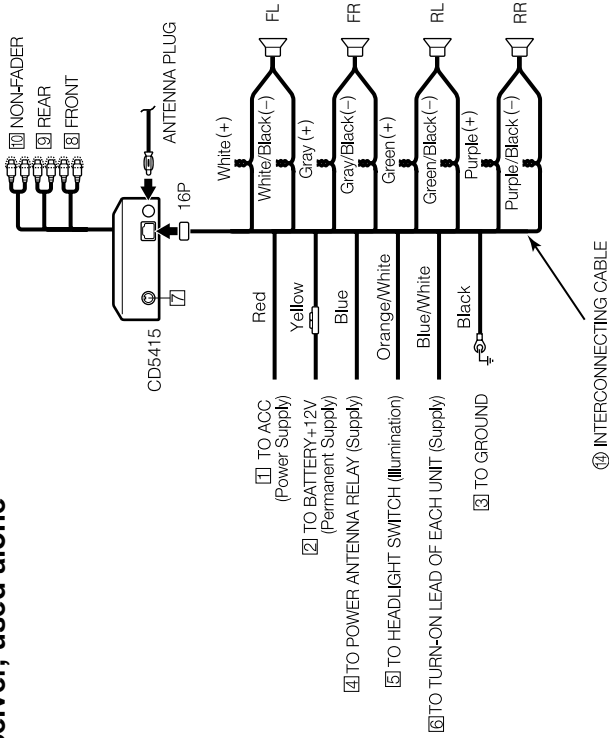 used alone
⑩ NON-FADER
⑨ REAR
⑧ FRONT
ANTENNA PLUG
16P
⑦
CD5415
White(+)
White/Black(−)
FL
Gray (+)
Gray/Black(−)
FR
Green(+)
Green/Black(−)
RL
Purple(+)
Purple/Black(−)
RR
Red
Yellow
Blue
Orange/White
Blue/White
Black
1 TO ACC
(Power Supply)
2 TO BATTERY+12V
(Permanent Supply)
4 TO POWER ANTENNA RELAY (Supply)
5 TO HEADLIGHT SWITCH (Illumination)
6 TO TURN-ON LEAD OF EACH UNIT (Supply)
3 TO GROUND
⑭ INTERCONNECTING CABLE